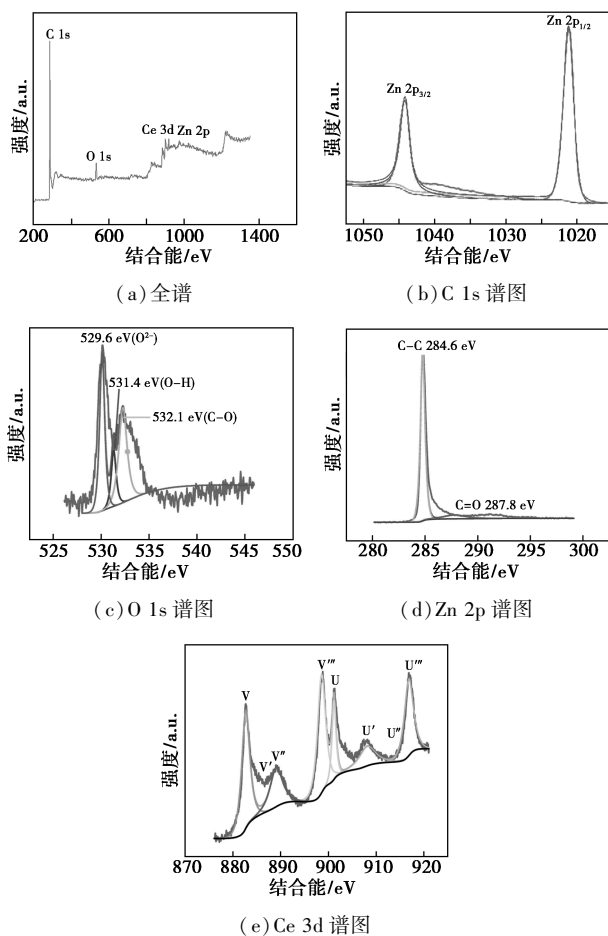 C 1s
O 1s
Ce 3d Zn 2p
强度/a.u.
200 600 1000 1400
结合能/eV
(a)全谱
Zn 2p1/2
Zn 2p3/2
强度/a.u.
1050 1040 1030 1020
结合能/eV
(b)C 1s 谱图
529.6 eV(O²⁻)
531.4 eV(O-H)
532.1 eV(C-O)
强度/a.u.
525 530 535 540 545 550
结合能/eV
(c)O 1s 谱图
C-C 284.6 eV
C=O 287.8 eV
强度/a.u.
280 285 290 295 300
结合能/eV
(d)Zn 2p 谱图
V V′ V″ V‴ U U′ U″ U‴
强度/a.u.
870 880 890 900 910 920
结合能/eV
(e)Ce 3d 谱图